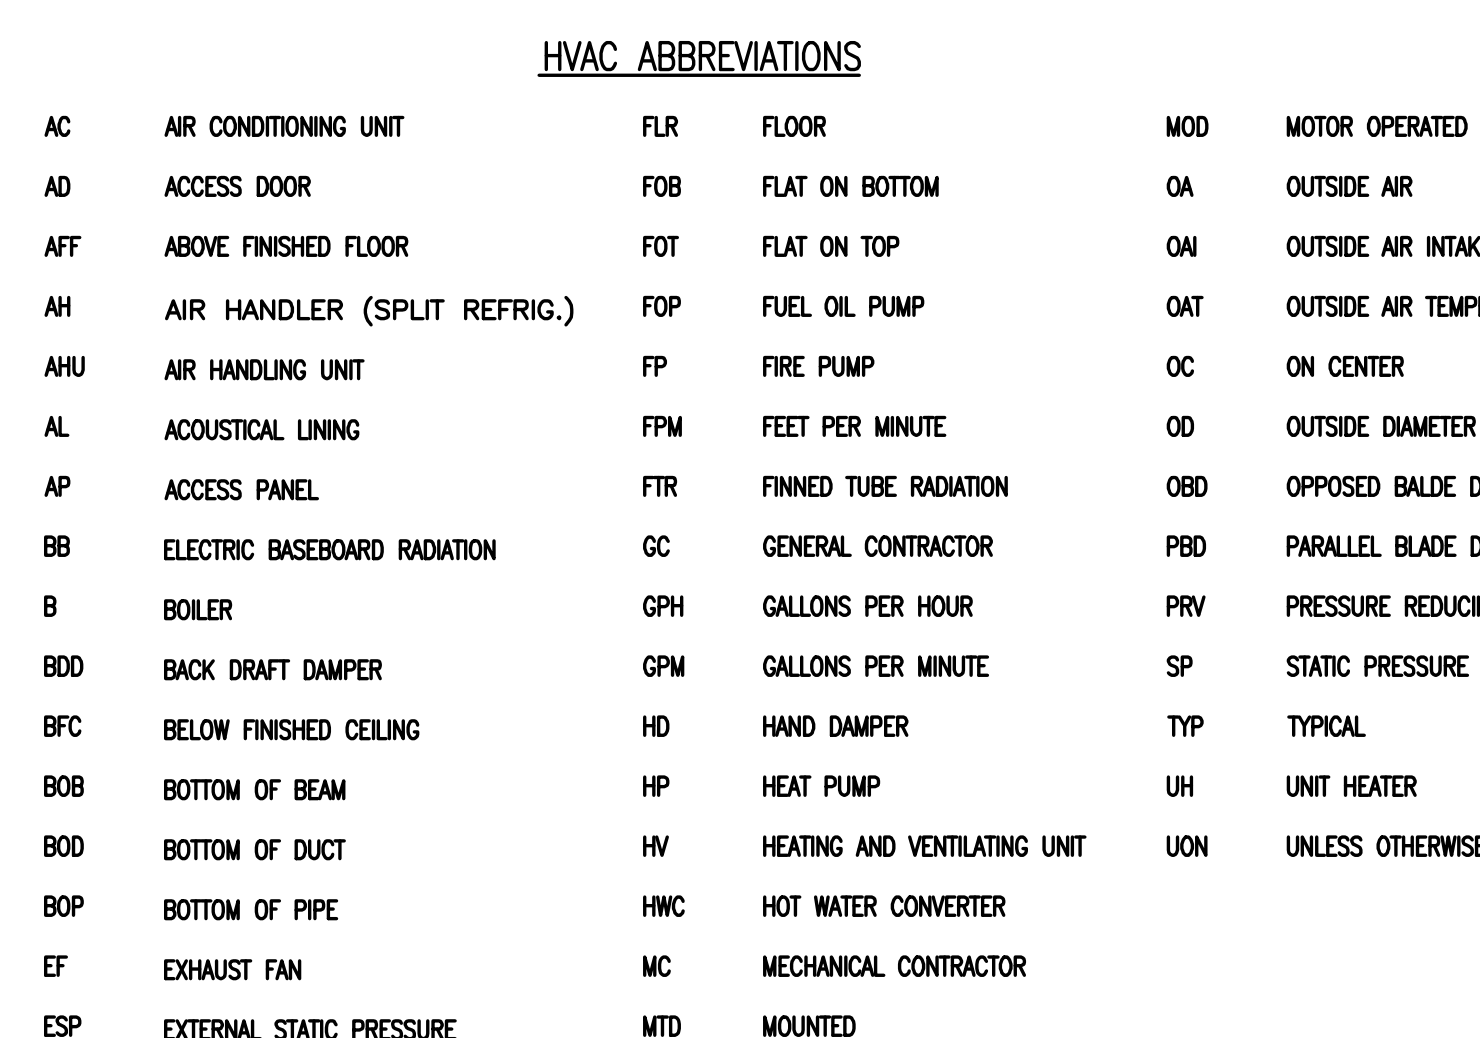 HVAC ABBREVIATIONS
AC AIR CONDITIONING UNIT
AD ACCESS DOOR
AFF ABOVE FINISHED FLOOR
AH AIR HANDLER (SPLIT REFRIG.)
AHU AIR HANDLING UNIT
AL ACOUSTICAL LINING
AP ACCESS PANEL
BB ELECTRIC BASEBOARD RADIATION
B BOILER
BDD BACK DRAFT DAMPER
BFC BELOW FINISHED CEILING
BOB BOTTOM OF BEAM
BOD BOTTOM OF DUCT
BOP BOTTOM OF PIPE
EF EXHAUST FAN
ESP EXTERNAL STATIC PRESSURE
FLR FLOOR
FOB FLAT ON BOTTOM
FOT FLAT ON TOP
FOP FUEL OIL PUMP
FP FIRE PUMP
FPM FEET PER MINUTE
FTR FINNED TUBE RADIATION
GC GENERAL CONTRACTOR
GPH GALLONS PER HOUR
GPM GALLONS PER MINUTE
HD HAND DAMPER
HP HEAT PUMP
HV HEATING AND VENTILATING UNIT
HWC HOT WATER CONVERTER
MC MECHANICAL CONTRACTOR
MTD MOUNTED
MOD MOTOR OPERATED
OA OUTSIDE AIR
OAI OUTSIDE AIR INTAK
OAT OUTSIDE AIR TEMP
OC ON CENTER
OD OUTSIDE DIAMETER
OBD OPPOSED BALDE D
PBD PARALLEL BLADE D
PRV PRESSURE REDUCI
SP STATIC PRESSURE
TYP TYPICAL
UH UNIT HEATER
UON UNLESS OTHERWISE